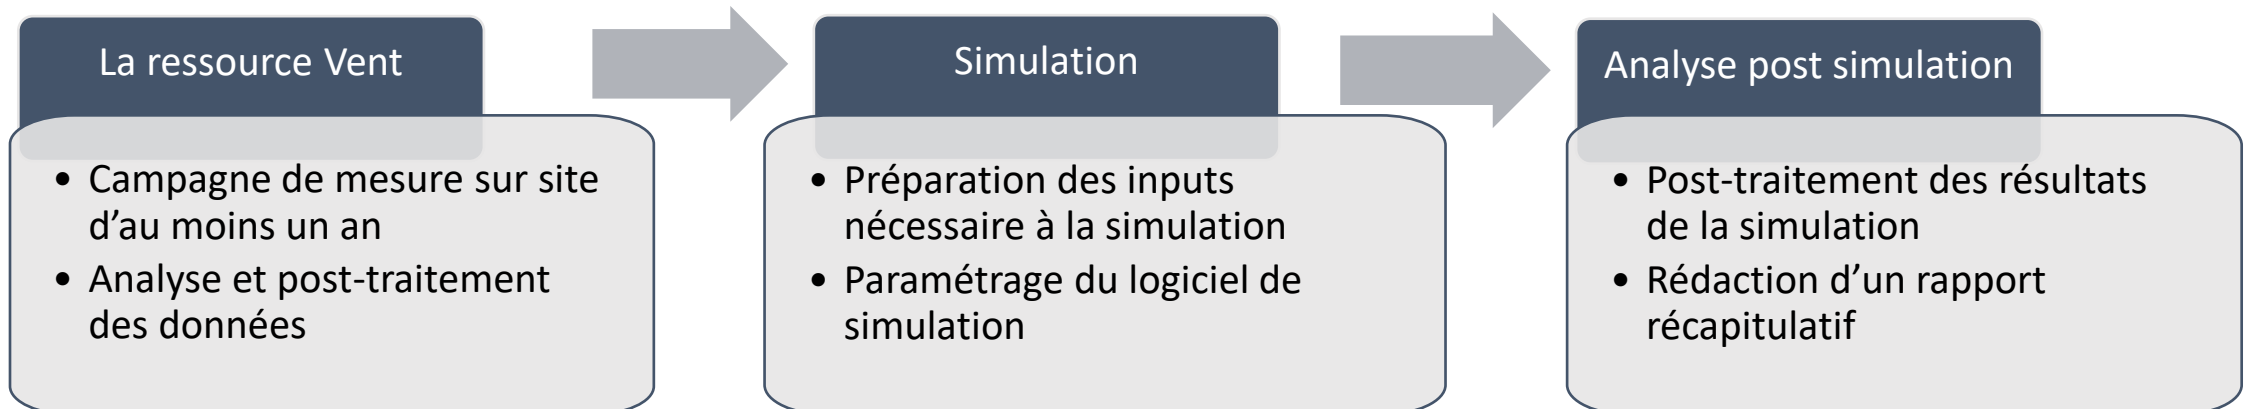 La ressource Vent
• Campagne de mesure sur site
d’au moins un an
• Analyse et post-traitement
des données
Simulation
• Préparation des inputs
nécessaire à la simulation
• Paramétrage du logiciel de
simulation
Analyse post simulation
• Post-traitement des résultats
de la simulation
• Rédaction d’un rapport
récapitulatif